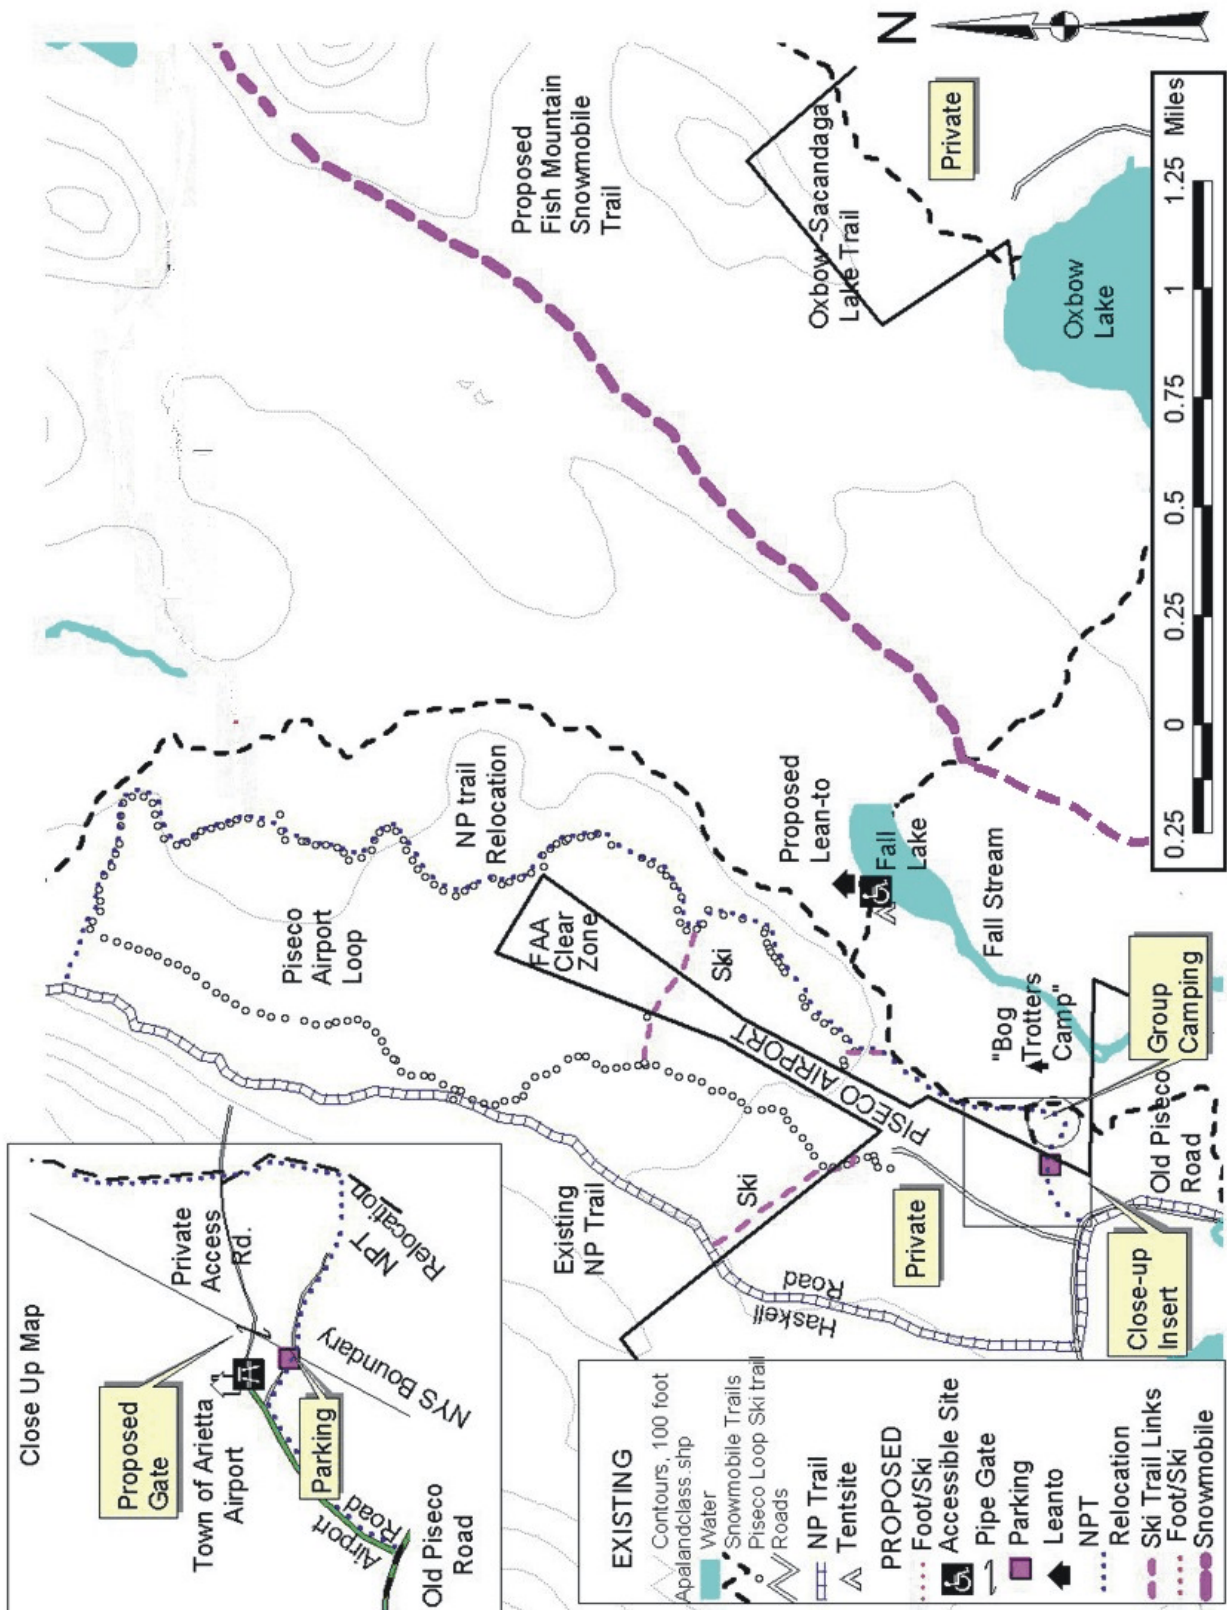 Close Up Map
Proposed
Gate
Town of Arietta
Airport
Private
Access
Rd.
NPT
Relocation
NYS Boundary
Parking
Airport
Road
Old Piseco
Road
Piseco
Airport
Loop
NP trail
Relocation
FAA
Clear
Zone
Ski
Existing
NP Trail
Ski
PISECO AIRPORT
Haskell
Road
Private
Proposed
Fish Mountain
Snowmobile
Trail
Oxbow-Sacandaga
Lake Trail
Private
N
Oxbow
Lake
Proposed
Lean-to
Fall
Lake
Fall Stream
"Bog
Trotters
Camp"
Group
Camping
Old Piseco
Road
Close-up
Insert
EXISTING
Contours, 100 foot
Apalandclass.shp
Water
Snowmobile Trails
Piseco Loop Ski trail
Roads
NP Trail
Tentsite
PROPOSED
Foot/Ski
Accessible Site
Pipe Gate
Parking
Leanto
NPT
Relocation
Ski Trail Links
Foot/Ski
Snowmobile
0.25 0 0.25 0.5 0.75 1 1.25 Miles